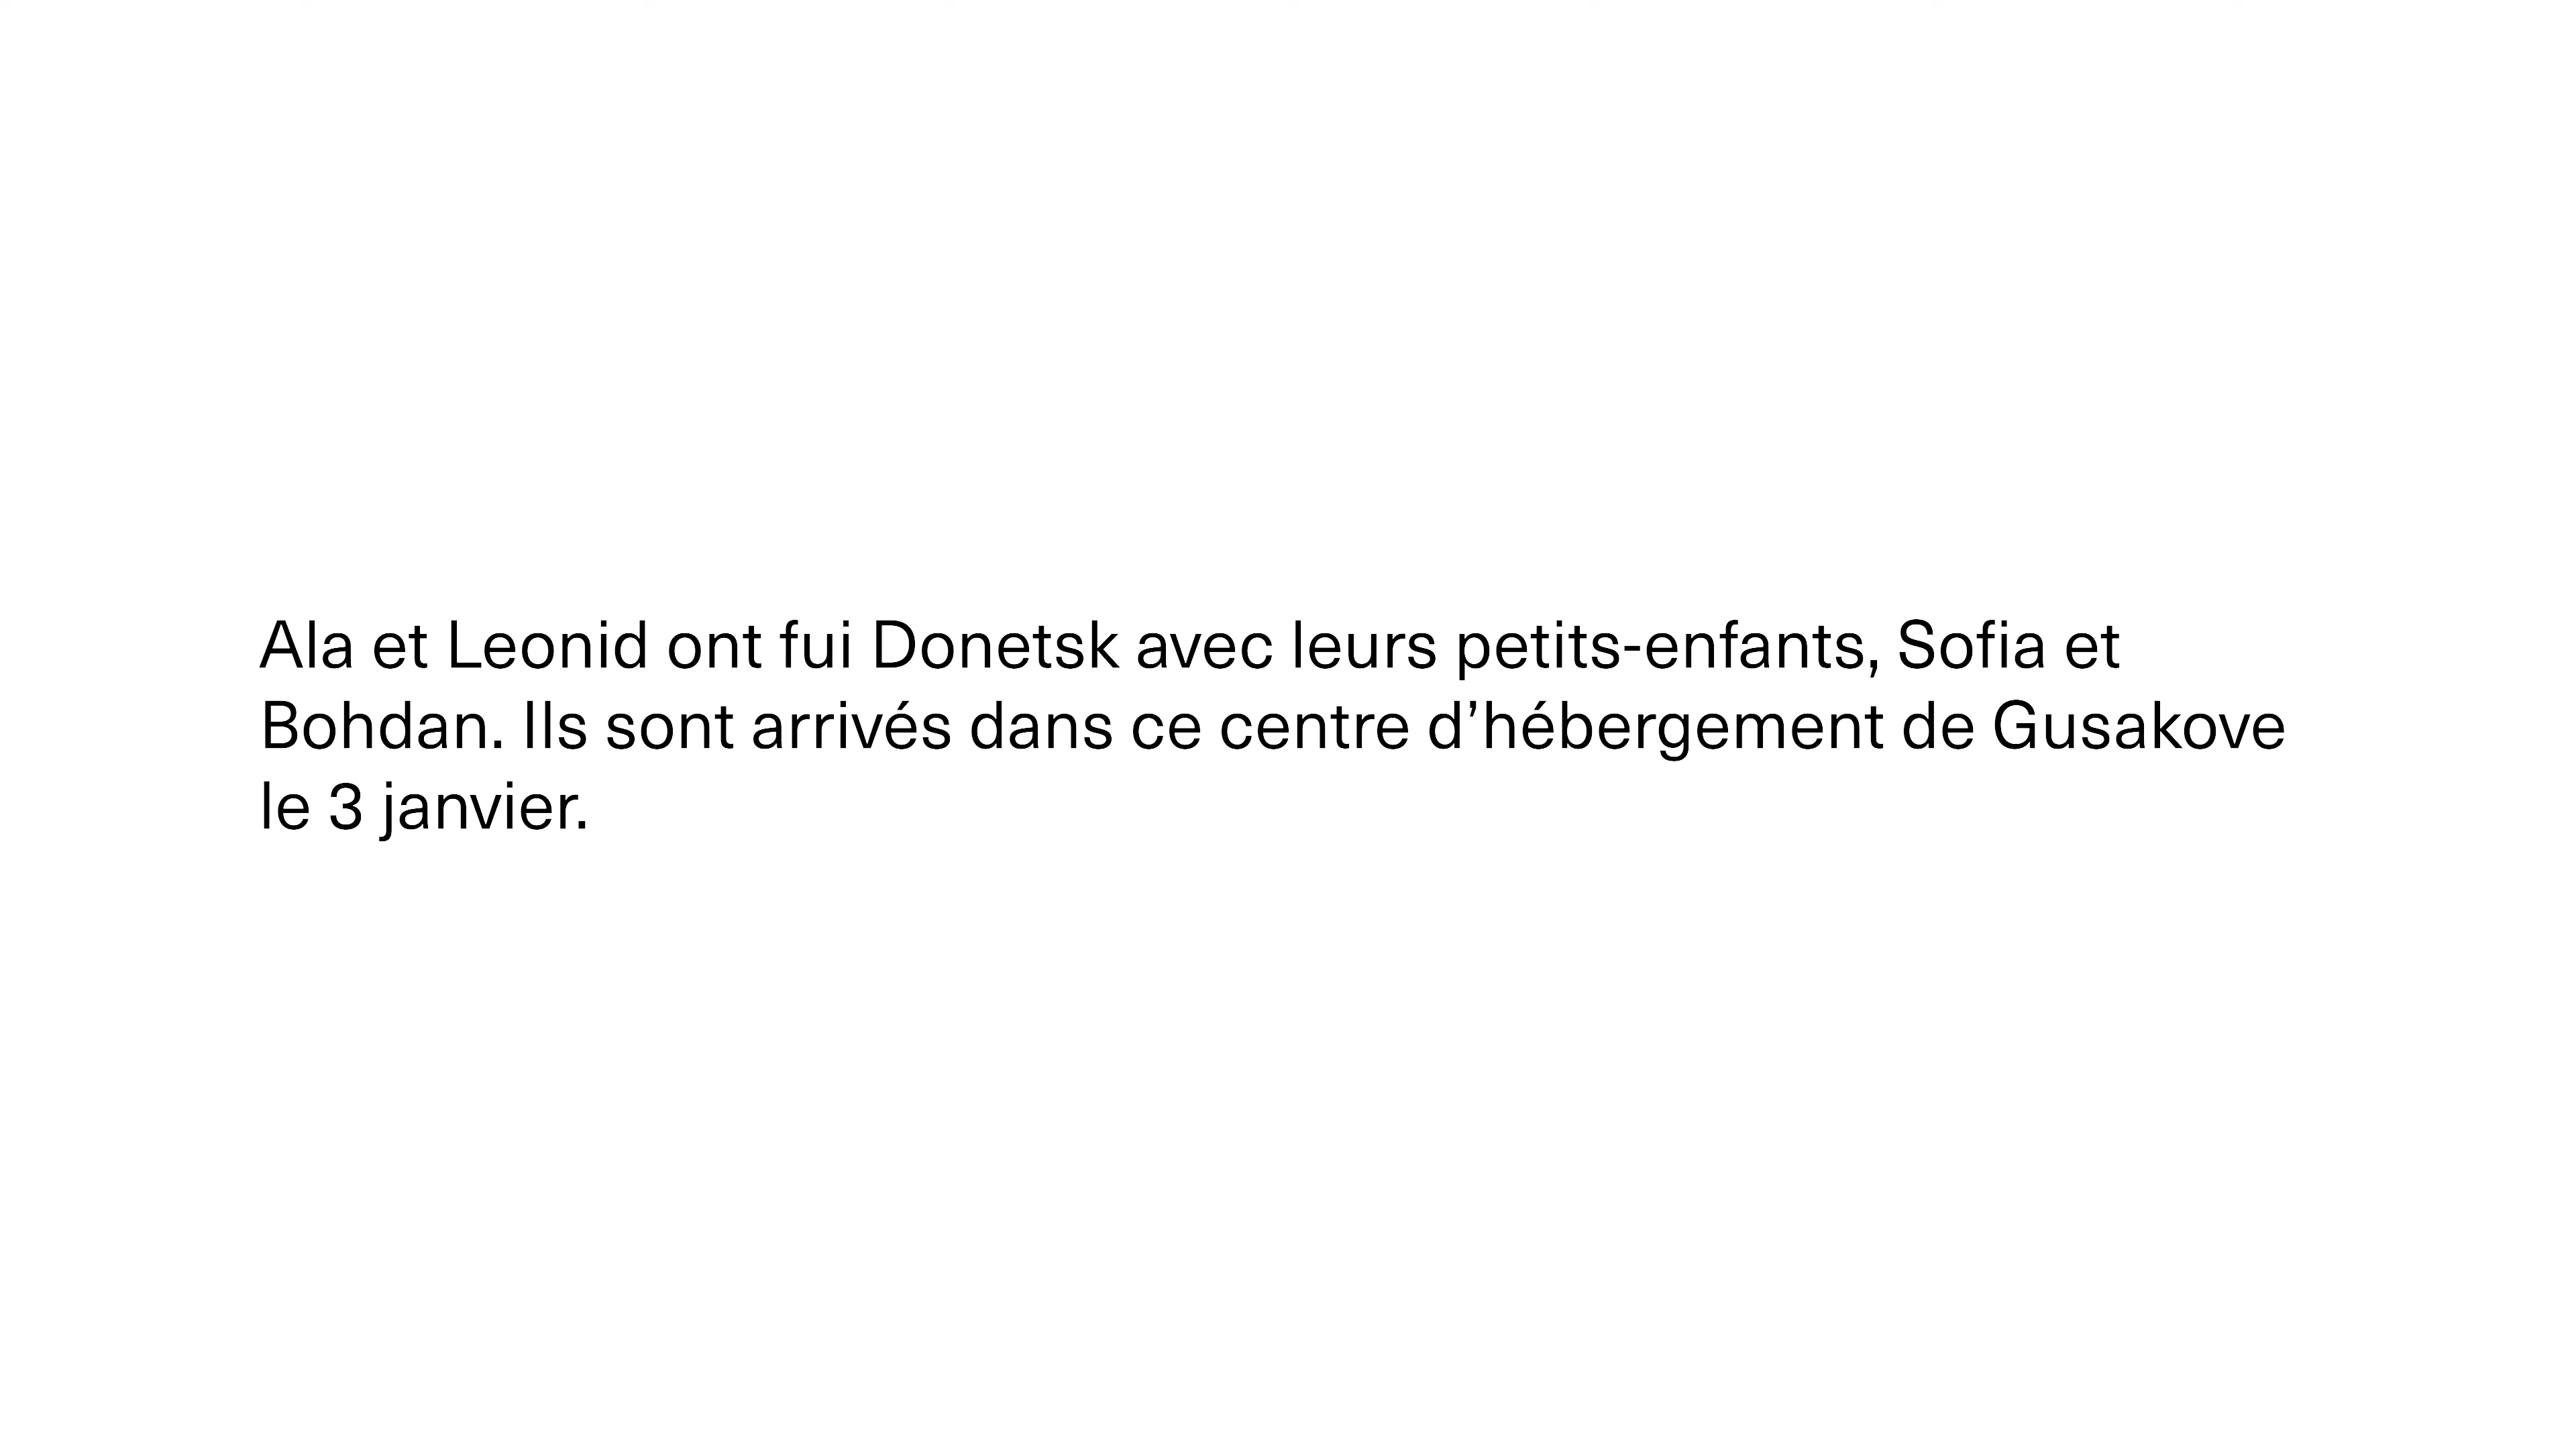 Ala et Leonid ont fui Donetsk avec leurs petits-enfants, Sofia et
Bohdan. Ils sont arrivés dans ce centre d’hébergement de Gusakove
le 3 janvier.